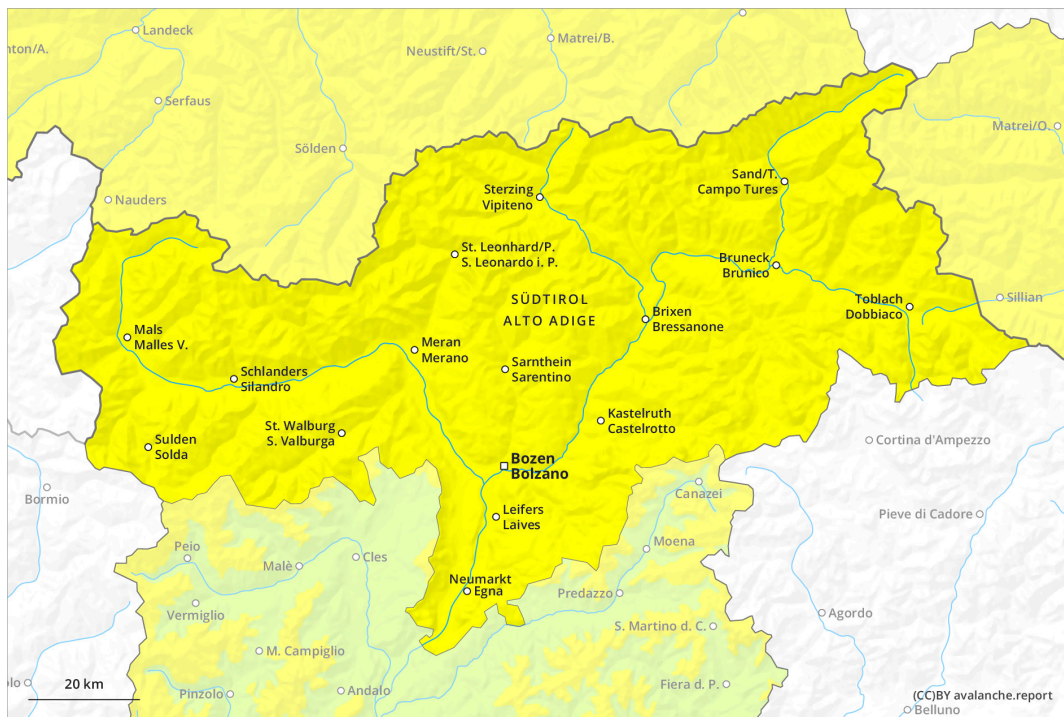 Landeck
Matrei/B.
Neustift/St.
nton/A.
Serfaus
Matrei/O.
Sölden
Sand/T.
Campo Tures
Sterzing
Vipiteno
Nauders
St. Leonhard/P.
S. Leonardo i. P.
Bruneck
Brunico
SÜDTIROL
ALTO ADIGE
Toblach
Dobbiaco
Sillian
Brixen
Bressanone
Mals
Malles V.
Meran
Merano
Sarnthein
Sarentino
Schlanders
Silandro
Kastelruth
Castelrotto
St. Walburg
S. Valburga
Sulden
Solda
Cortina d'Ampezzo
Bozen
Bolzano
Bormio
Canazei
Leifers
Laives
Pieve di Cadore
Moena
Peio
Malè
Cles
Neumarkt
Egna
Predazzo
Vermiglio
Agordo
S. Martino d. C.
M. Campiglio
20 km
olo
Pinzolo
Andalo
Fiera d. P.
(CC)BY avalanche.report
Belluno